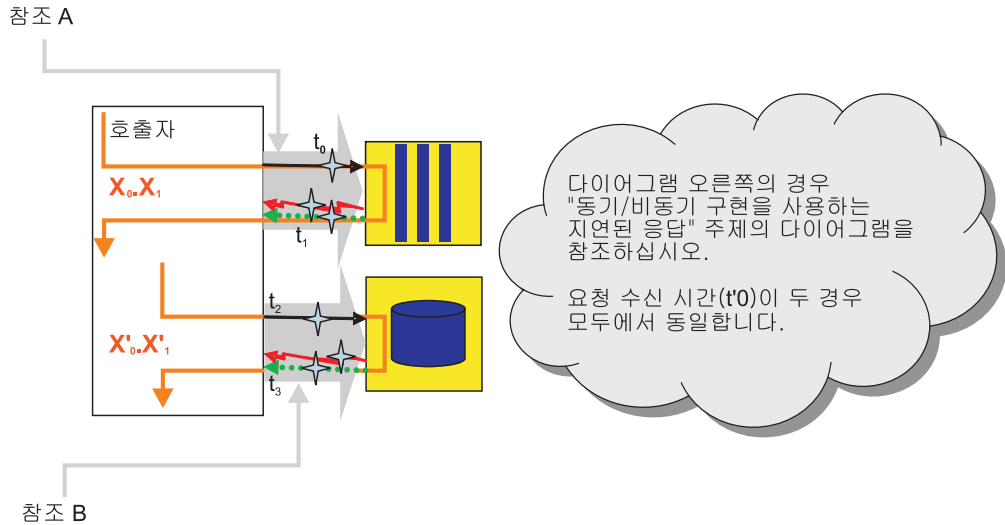 참조 A
호출자
t0
X0.X1
t1
t2
X'0.X'1
t3
참조 B
다이어그램 오른쪽의 경우
"동기/비동기 구현을 사용하는
지연된 응답" 주제의 다이어그램을
참조하십시오.
요청 수신 시간(t'0)이 두 경우
모두에서 동일합니다.